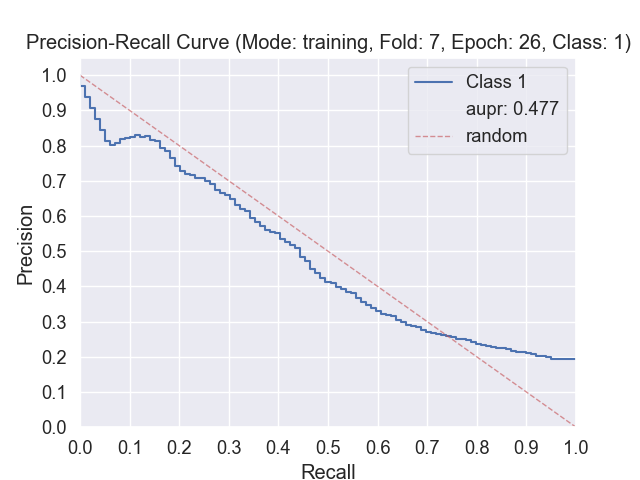 Precision-Recall Curve (Mode: training, Fold: 7, Epoch: 26, Class: 1)
Class 1
aupr: 0.477
random
Precision
1.0
0.9
0.8
0.7
0.6
0.5
0.4
0.3
0.2
0.1
0.0
0.0 0.1 0.2 0.3 0.4 0.5 0.6 0.7 0.8 0.9 1.0
Recall